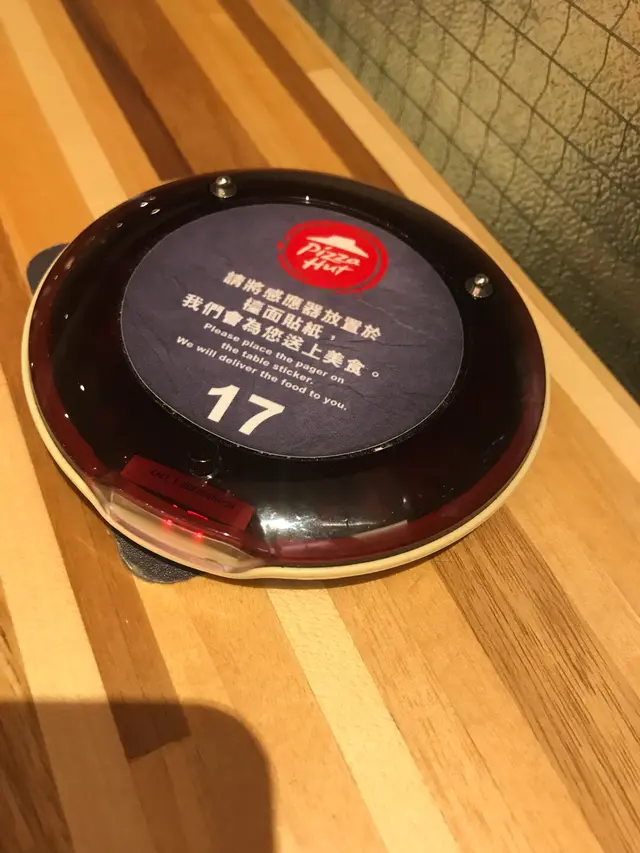 Pizza
Hut
請將感應器放置於
檯面貼紙，
我們會為您送上美食。
Please place the pager on
the table sticker.
We will deliver the food to you.
17